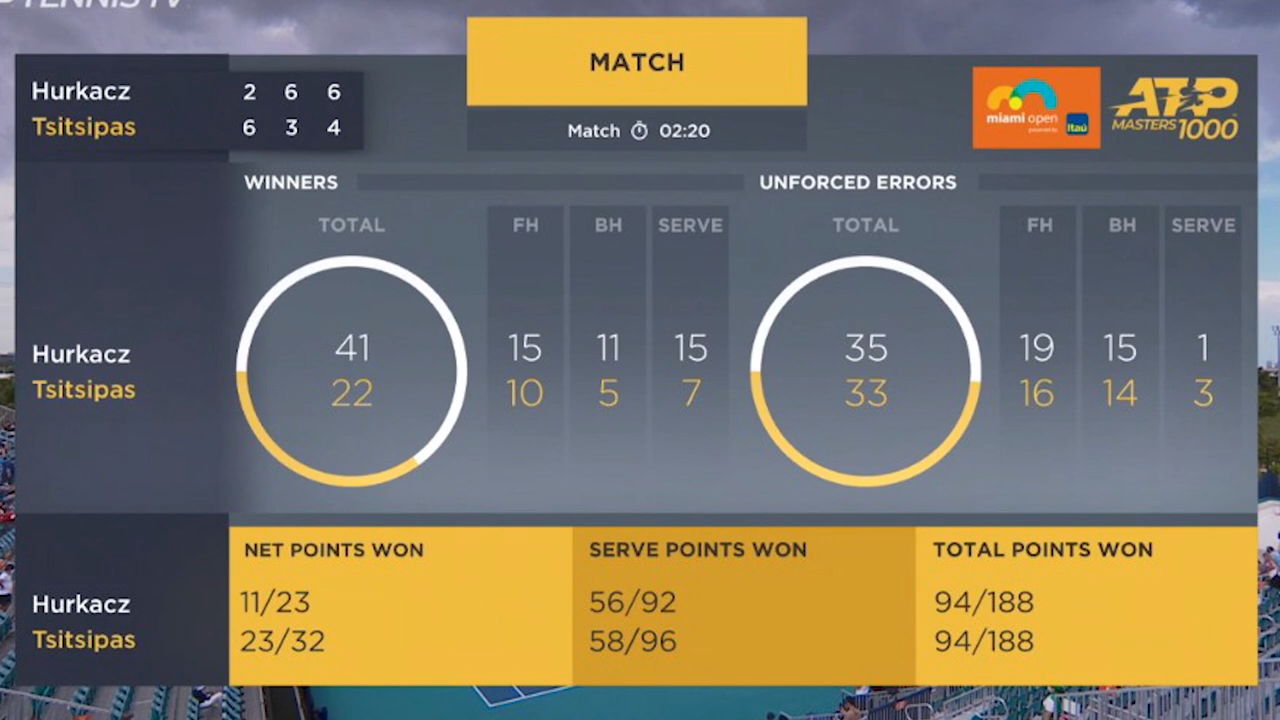 TENNIS TV
MATCH
Match 02:20
Hurkacz 2 6 6
Tsitsipas 6 3 4
miami open
Itaú
ATP
MASTERS 1000
WINNERS
TOTAL FH BH SERVE
UNFORCED ERRORS
TOTAL FH BH SERVE
Hurkacz 41 15 11 15 35 19 15 1
Tsitsipas 22 10 5 7 33 16 14 3
NET POINTS WON SERVE POINTS WON TOTAL POINTS WON
Hurkacz 11/23 56/92 94/188
Tsitsipas 23/32 58/96 94/188